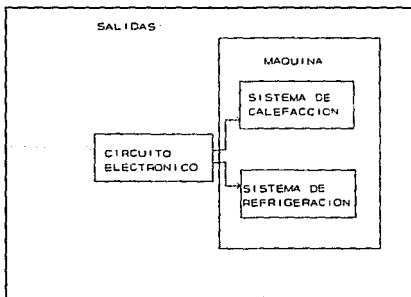 SALIDAS
MAQUINA
SISTEMA DE
CALEFACCION
CIRCUITO
ELECTRONICO
SISTEMA DE
REFRIGERACION